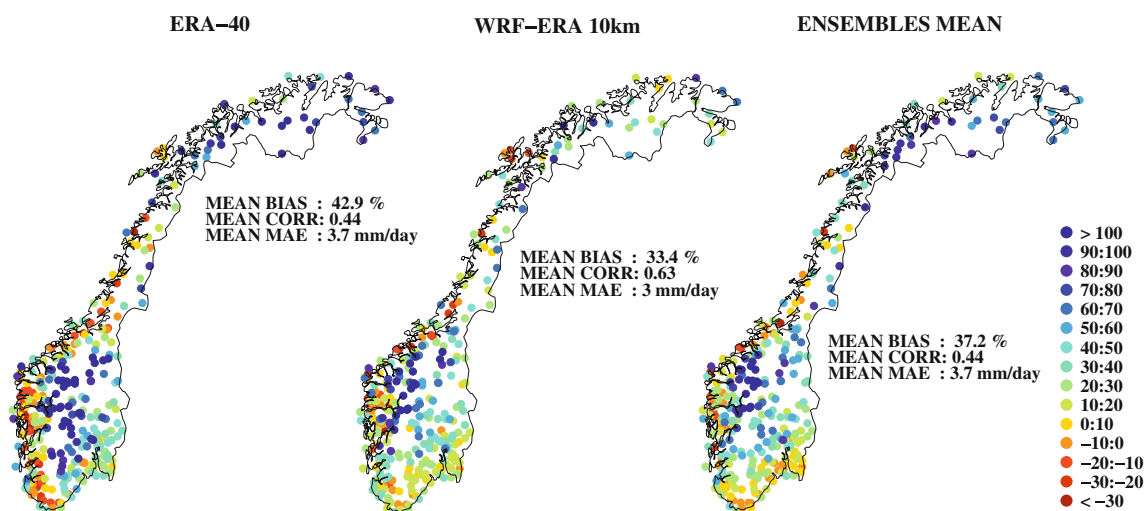 ERA−40
WRF−ERA 10km
ENSEMBLES MEAN
MEAN BIAS : 42.9 %
MEAN CORR: 0.44
MEAN MAE : 3.7 mm/day
MEAN BIAS : 33.4 %
MEAN CORR: 0.63
MEAN MAE : 3 mm/day
MEAN BIAS : 37.2 %
MEAN CORR: 0.44
MEAN MAE : 3.7 mm/day
> 100
90:100
80:90
70:80
60:70
50:60
40:50
30:40
20:30
10:20
0:10
−10:0
−20:−10
−30:−20
< −30